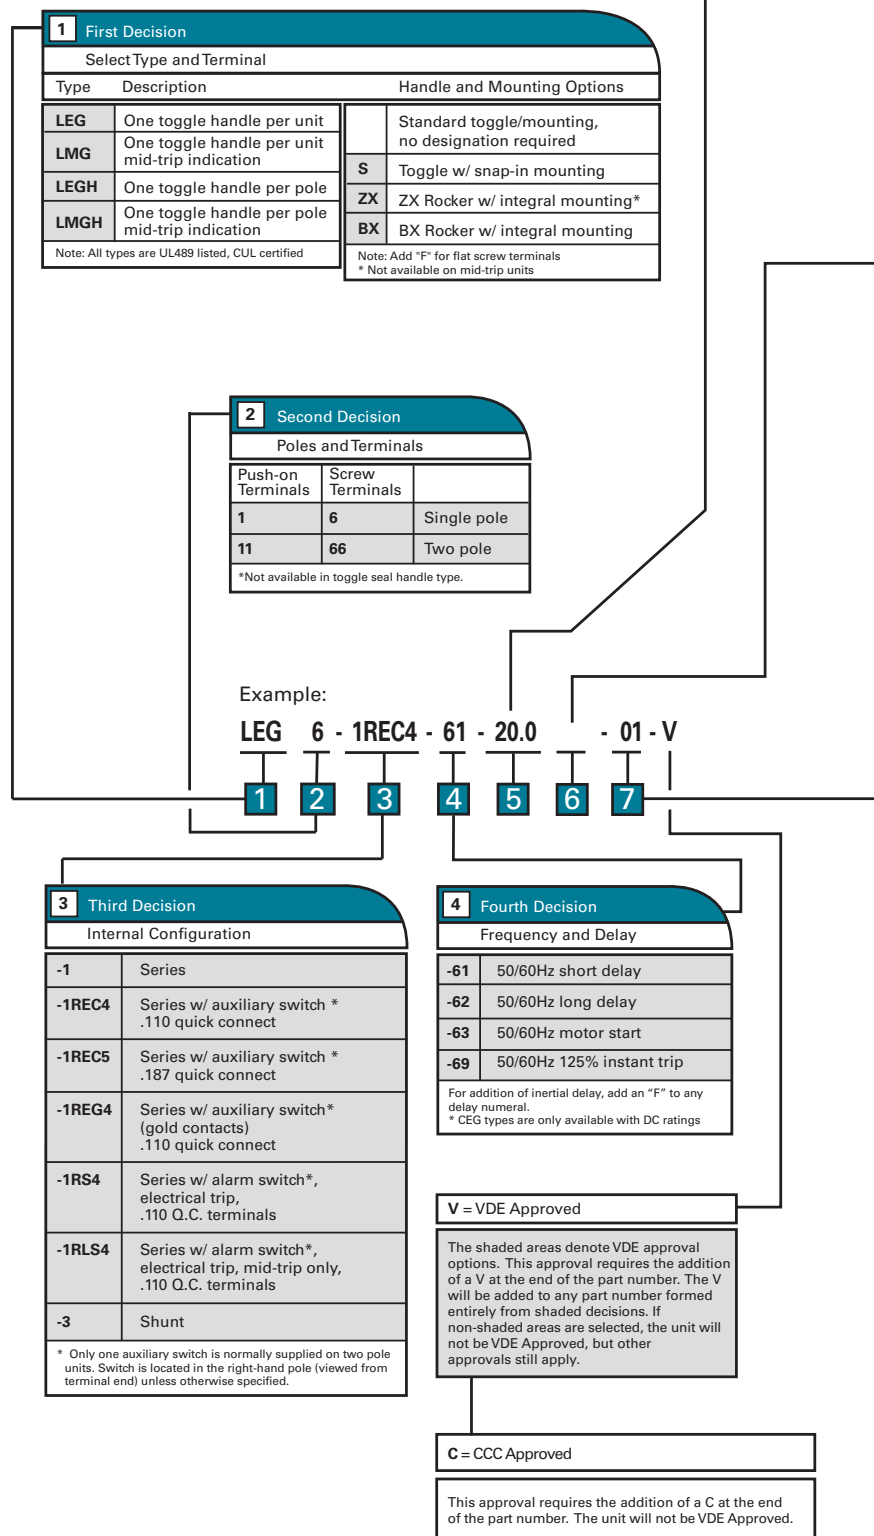 1 First Decision
Select Type and Terminal
Type Description Handle and Mounting Options
LEG One toggle handle per unit
LMG One toggle handle per unit
mid-trip indication
LEGH One toggle handle per pole
LMGH One toggle handle per pole
mid-trip indication
Note: All types are UL489 listed, CUL certified
Standard toggle/mounting,
no designation required
S Toggle w/ snap-in mounting
ZX ZX Rocker w/ integral mounting*
BX BX Rocker w/ integral mounting
Note: Add "F" for flat screw terminals
* Not available on mid-trip units
2 Second Decision
Poles and Terminals
Push-on Screw
Terminals Terminals
1 6 Single pole
11 66 Two pole
*Not available in toggle seal handle type.
Example:
LEG 6 - 1REC4 - 61 - 20.0 - 01 - V
1 2 3 4 5 6 7
3 Third Decision
Internal Configuration
-1 Series
-1REC4 Series w/ auxiliary switch *
.110 quick connect
-1REC5 Series w/ auxiliary switch *
.187 quick connect
-1REG4 Series w/ auxiliary switch*
(gold contacts)
.110 quick connect
-1RS4 Series w/ alarm switch*,
electrical trip,
.110 Q.C. terminals
-1RLS4 Series w/ alarm switch*,
electrical trip, mid-trip only,
.110 Q.C. terminals
-3 Shunt
* Only one auxiliary switch is normally supplied on two pole
units. Switch is located in the right-hand pole (viewed from
terminal end) unless otherwise specified.
4 Fourth Decision
Frequency and Delay
-61 50/60Hz short delay
-62 50/60Hz long delay
-63 50/60Hz motor start
-69 50/60Hz 125% instant trip
For addition of inertial delay, add an “F” to any
delay numeral.
* CEG types are only available with DC ratings
V = VDE Approved
The shaded areas denote VDE approval
options. This approval requires the addition
of a V at the end of the part number. The V
will be added to any part number formed
entirely from shaded decisions. If
non-shaded areas are selected, the unit will
not be VDE Approved, but other
approvals still apply.
C = CCC Approved
This approval requires the addition of a C at the end
of the part number. The unit will not be VDE Approved.